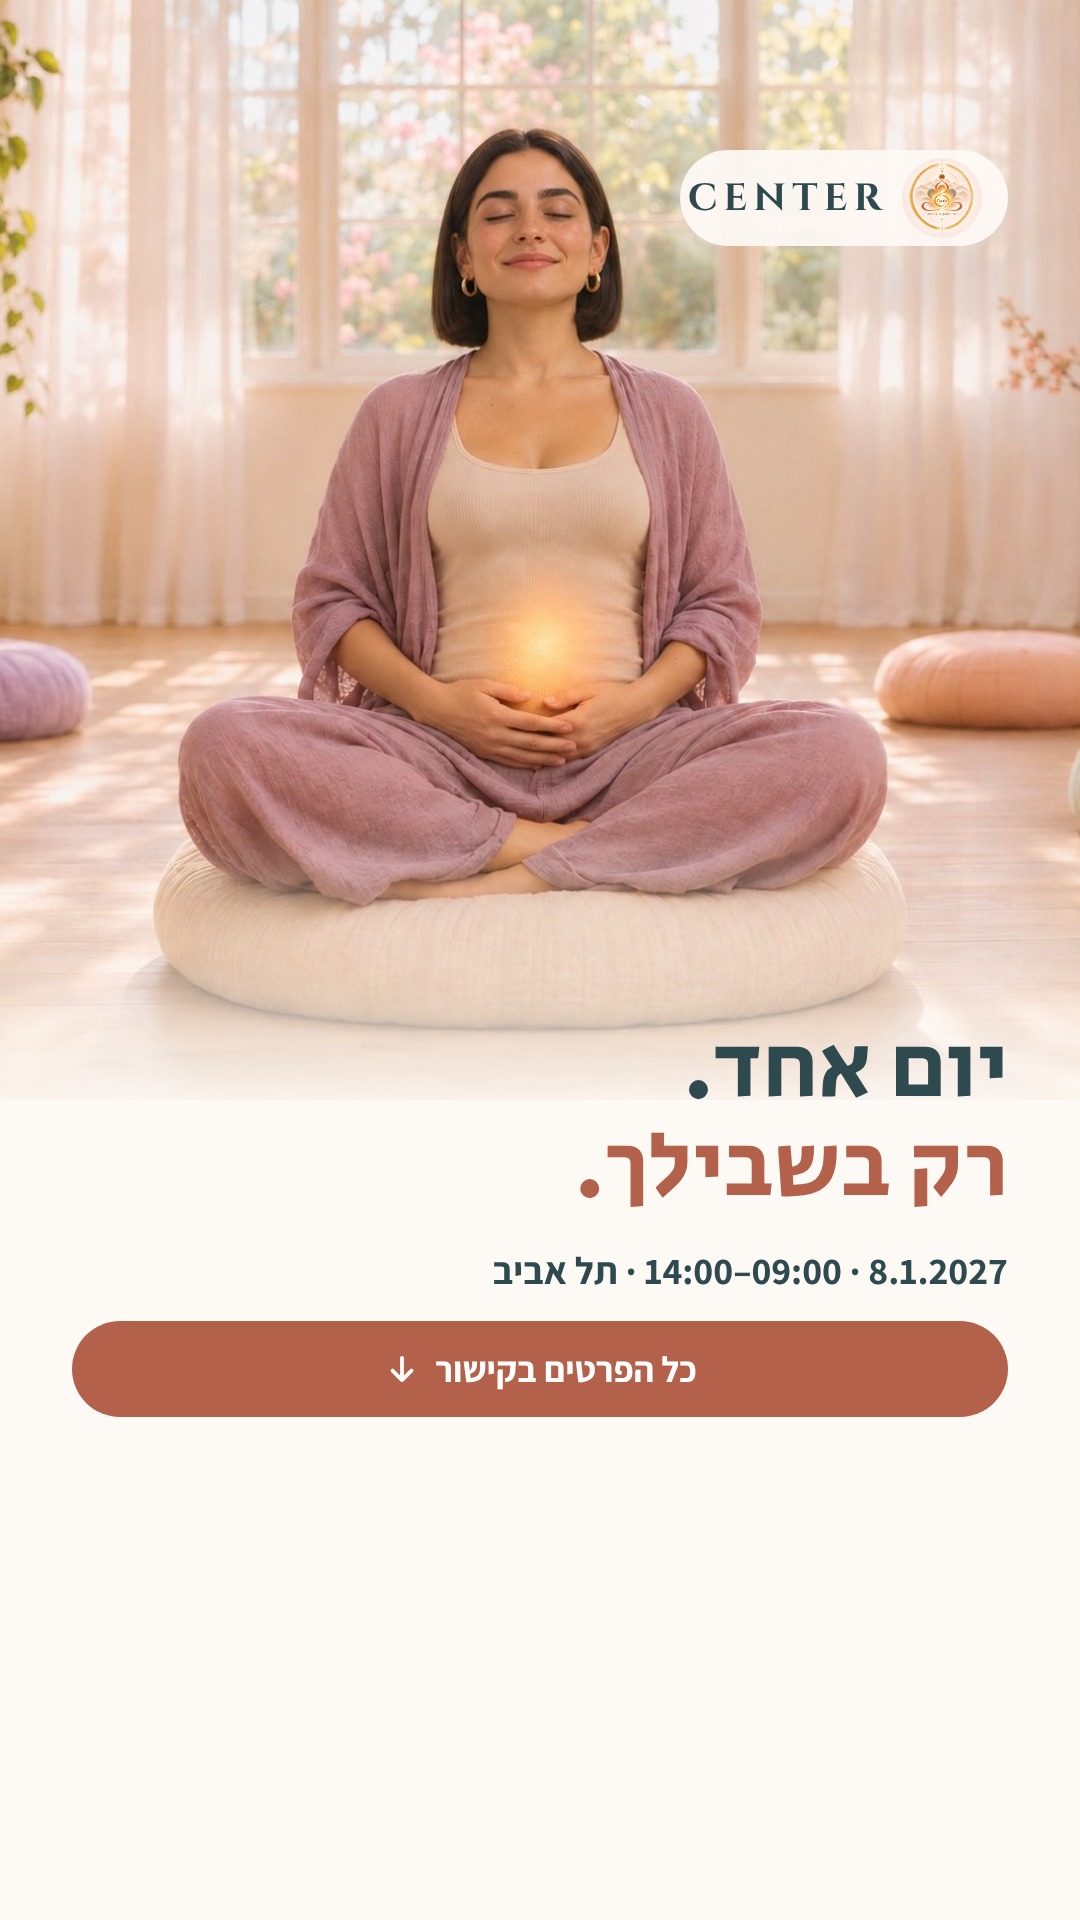 CENTER
יום אחד.
רק בשבילך.
8.1.2027 · 09:00–14:00 · תל אביב
כל הפרטים בקישור ↓